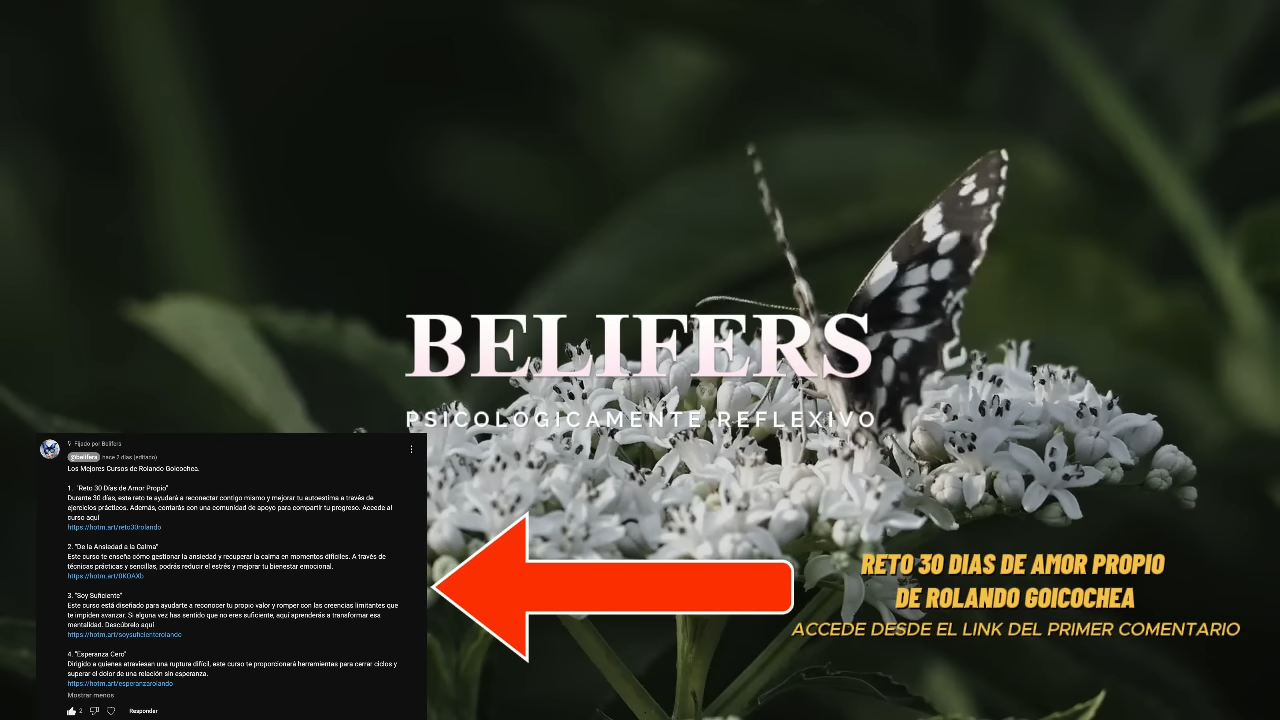 BELIFERS
PSICOLOGICAMENTE REFLEXIVO
Fijado por Belifers
@belifers hace 2 días (editado)
Los Mejores Cursos de Rolando Goicochea.
1. "Reto 30 Días de Amor Propio"
Durante 30 días, este reto te ayudará a reconectar contigo mismo y mejorar tu autoestima a través de
ejercicios prácticos. Además, contarás con una comunidad de apoyo para compartir tu progreso. Accede al
curso aquí
https://hotm.art/reto30rolando
2. "De la Ansiedad a la Calma"
Este curso te enseña cómo gestionar la ansiedad y recuperar la calma en momentos difíciles. A través de
técnicas prácticas y sencillas, podrás reducir el estrés y mejorar tu bienestar emocional.
https://hotm.art/0KOAXb
3. "Soy Suficiente"
Este curso está diseñado para ayudarte a reconocer tu propio valor y romper con las creencias limitantes que
te impiden avanzar. Si alguna vez has sentido que no eres suficiente, aquí aprenderás a transformar esa
mentalidad. Descúbrelo aquí
https://hotm.art/soysuficienterolando
4. "Esperanza Cero"
Dirigido a quienes atraviesan una ruptura difícil, este curso te proporcionará herramientas para cerrar ciclos y
superar el dolor de una relación sin esperanza.
https://hotm.art/esperanzarolando
Mostrar menos
2 Responder
RETO 30 DIAS DE AMOR PROPIO
DE ROLANDO GOICOCHEA
ACCEDE DESDE EL LINK DEL PRIMER COMENTARIO